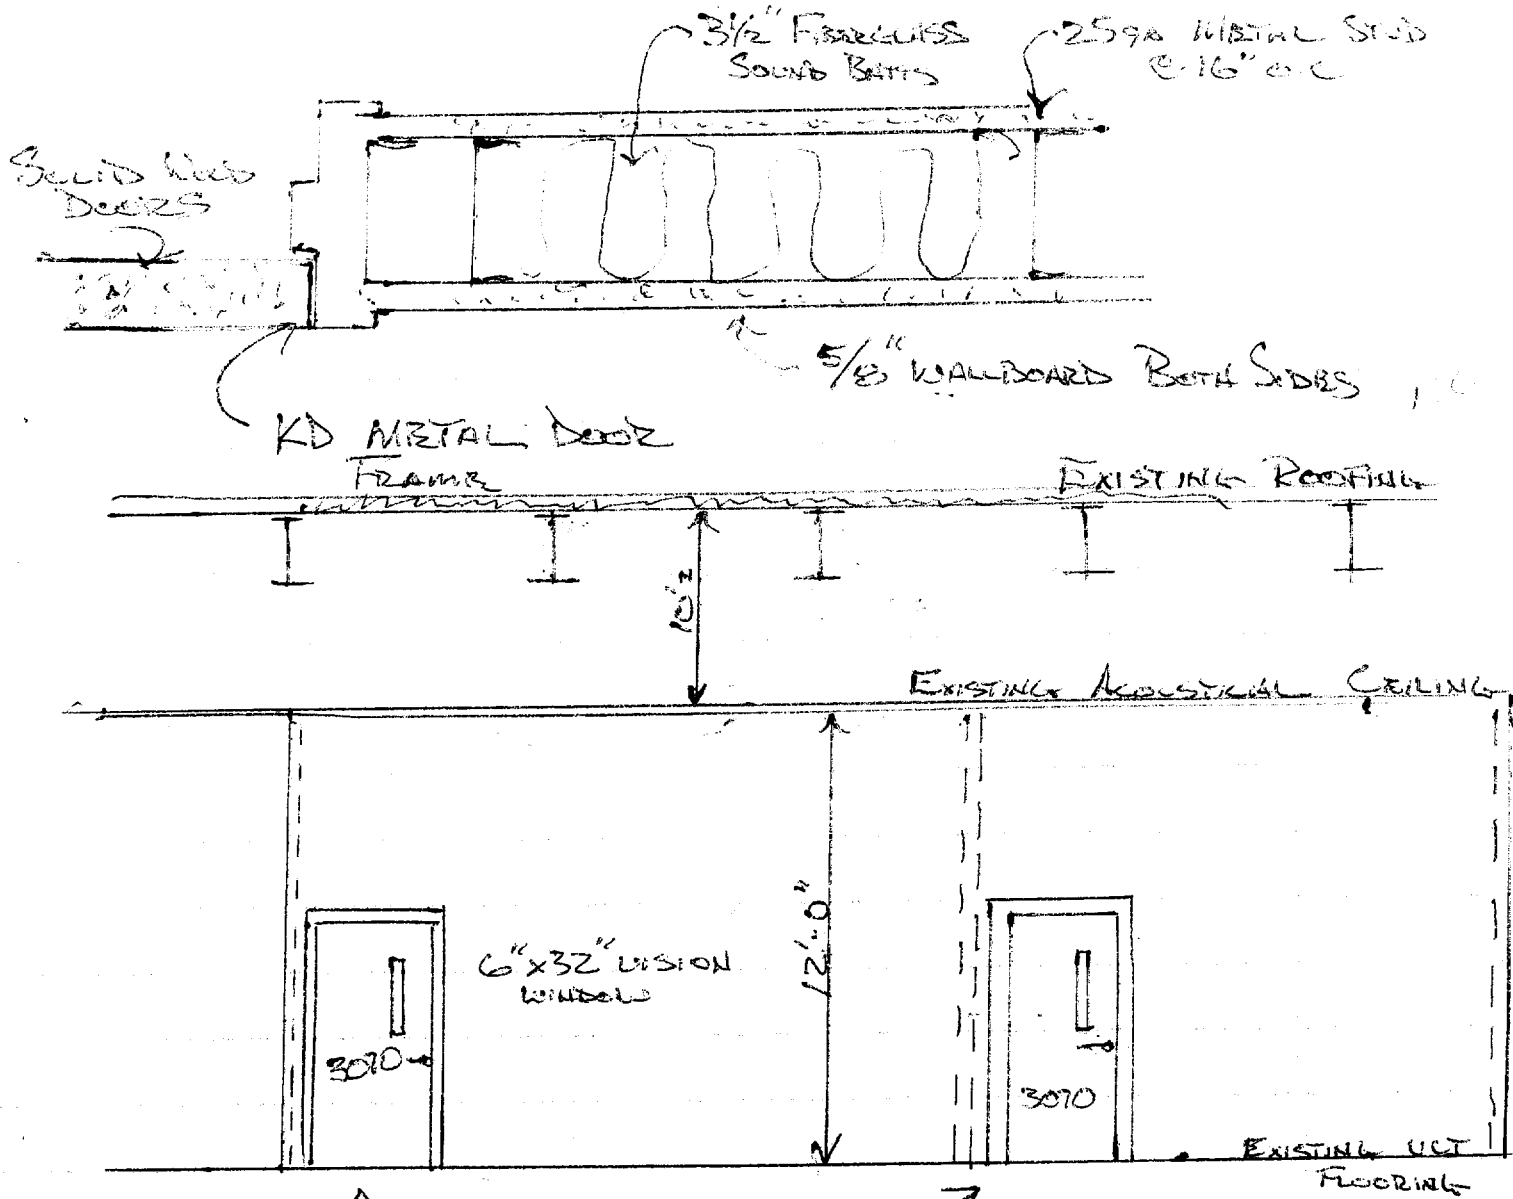 3½" FIBERGLASS
SOUND BATTS
25GA METAL STUD
@ 16" O.C
SOLID WOOD
DOORS
5/8" WALLBOARD BOTH SIDES
KD METAL DOOR
FRAME
EXISTING ROOFING
10'±
EXISTING ACOUSTICAL CEILING
6"x32" VISION
WINDOW
12'-0"
3070
3070
EXISTING VCT
FLOORING